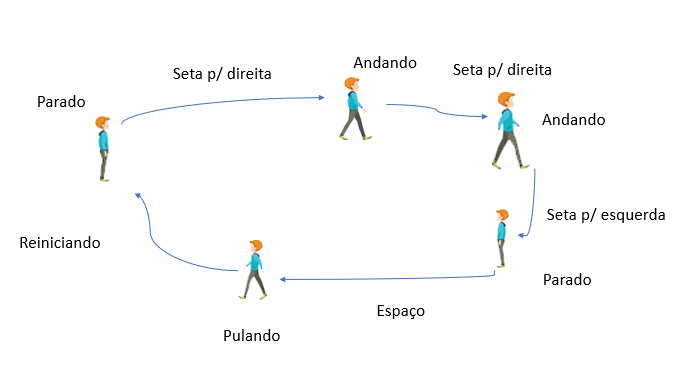 Parado
Seta p/ direita
Andando
Seta p/ direita
Andando
Seta p/ esquerda
Parado
Espaço
Pulando
Reiniciando